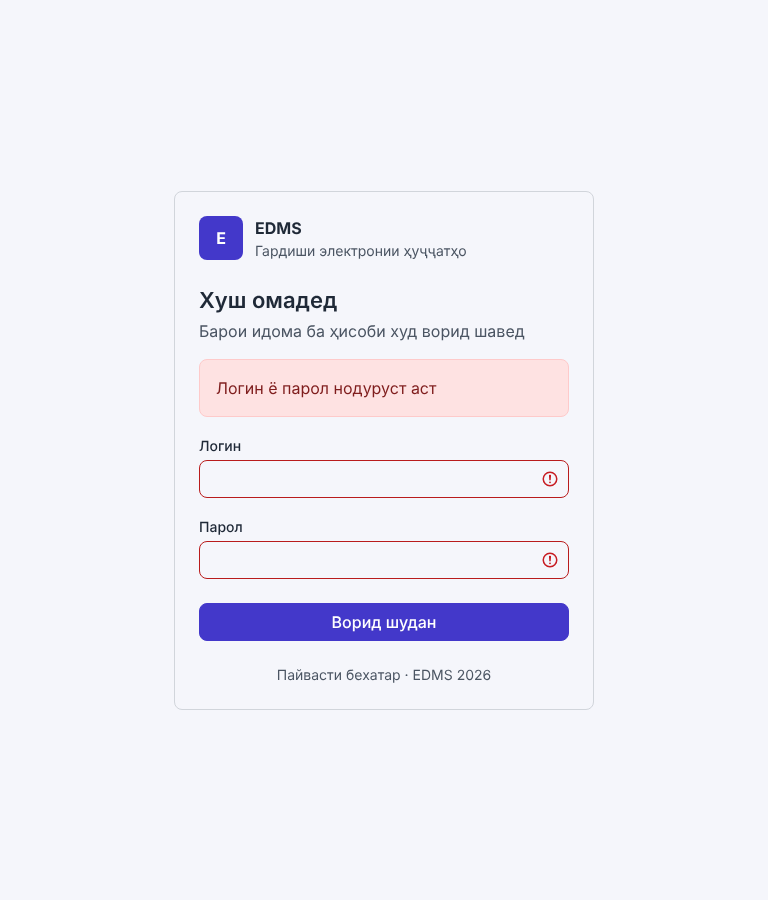 E
EDMS
Гардиши электронии ҳуҷҷатҳо
Хуш омадед
Барои идома ба ҳисоби худ ворид шавед
Логин ё парол нодуруст аст
Логин
Парол
Ворид шудан
Пайвасти бехатар · EDMS 2026